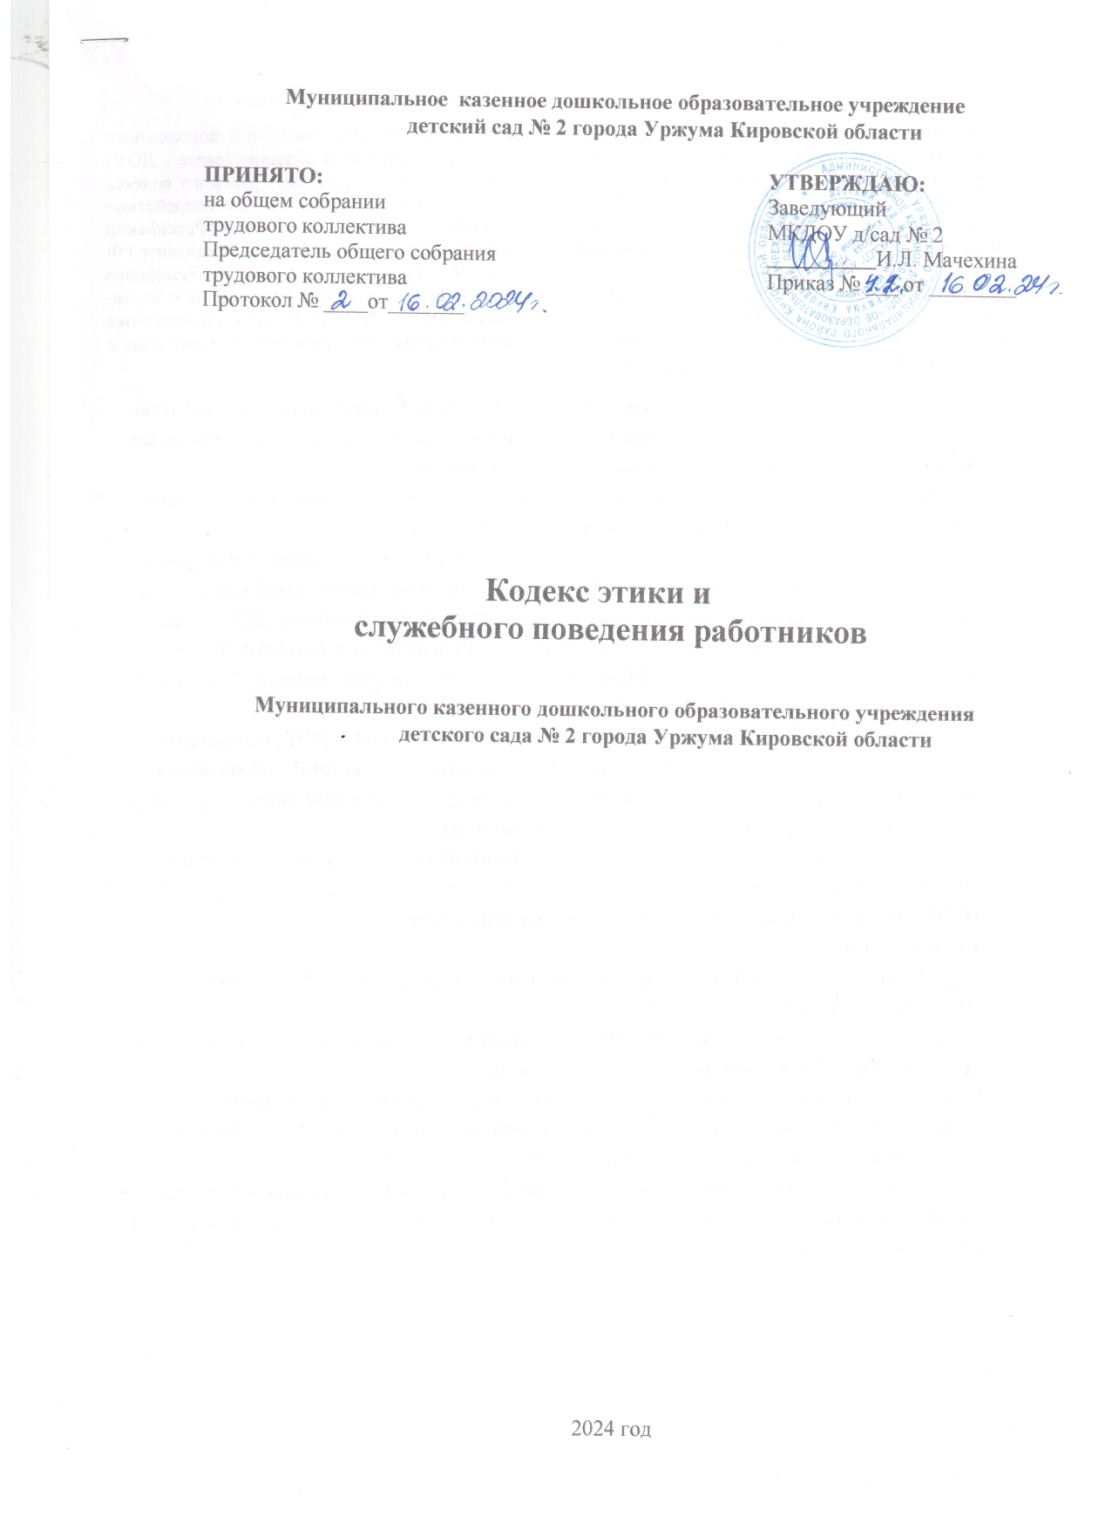 Муниципальное казенное дошкольное образовательное учреждение
детский сад № 2 города Уржума Кировской области
ПРИНЯТО:
на общем собрании
трудового коллектива
Председатель общего собрания
трудового коллектива
Протокол № 2 от 16.02.2024г.
УТВЕРЖДАЮ:
Заведующий
МКДОУ д/сад № 2
И.Л. Мачехина
Приказ № от 16 02.24г.
Кодекс этики и
служебного поведения работников
Муниципального казенного дошкольного образовательного учреждения
детского сада № 2 города Уржума Кировской области
2024 год